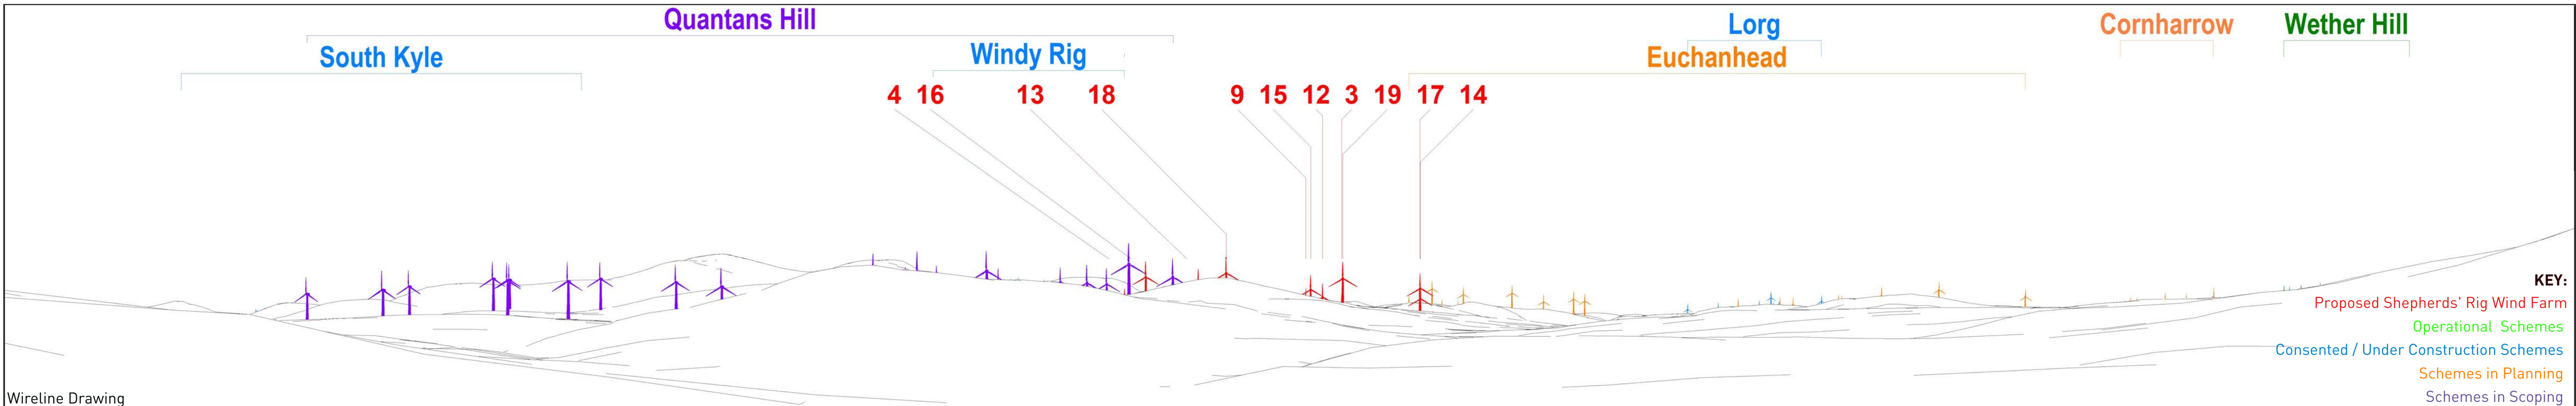 Quantans Hill
Lorg
Cornharrow
Wether Hill
South Kyle
Windy Rig
Euchanhead
4 16 13 18 9 15 12 3 19 17 14
KEY:
Proposed Shepherds' Rig Wind Farm
Operational Schemes
Consented / Under Construction Schemes
Schemes in Planning
Schemes in Scoping
Wireline Drawing